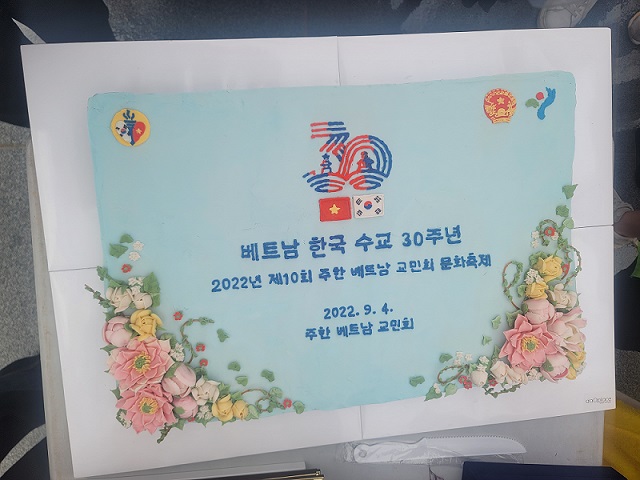 30
베트남 한국 수교 30주년
2022년 제10회 주한 베트남 교민회 문화축제
2022. 9. 4.
주한 베트남 교민회